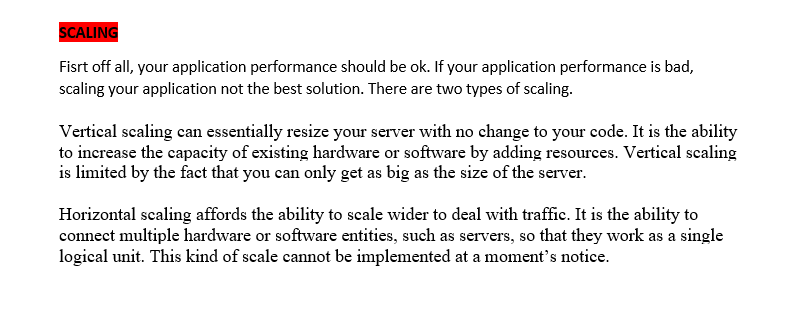 SCALING
Fisrt off all, your application performance should be ok. If your application performance is bad,
scaling your application not the best solution. There are two types of scaling.
Vertical scaling can essentially resize your server with no change to your code. It is the ability
to increase the capacity of existing hardware or software by adding resources. Vertical scaling
is limited by the fact that you can only get as big as the size of the server.
Horizontal scaling affords the ability to scale wider to deal with traffic. It is the ability to
connect multiple hardware or software entities, such as servers, so that they work as a single
logical unit. This kind of scale cannot be implemented at a moment’s notice.